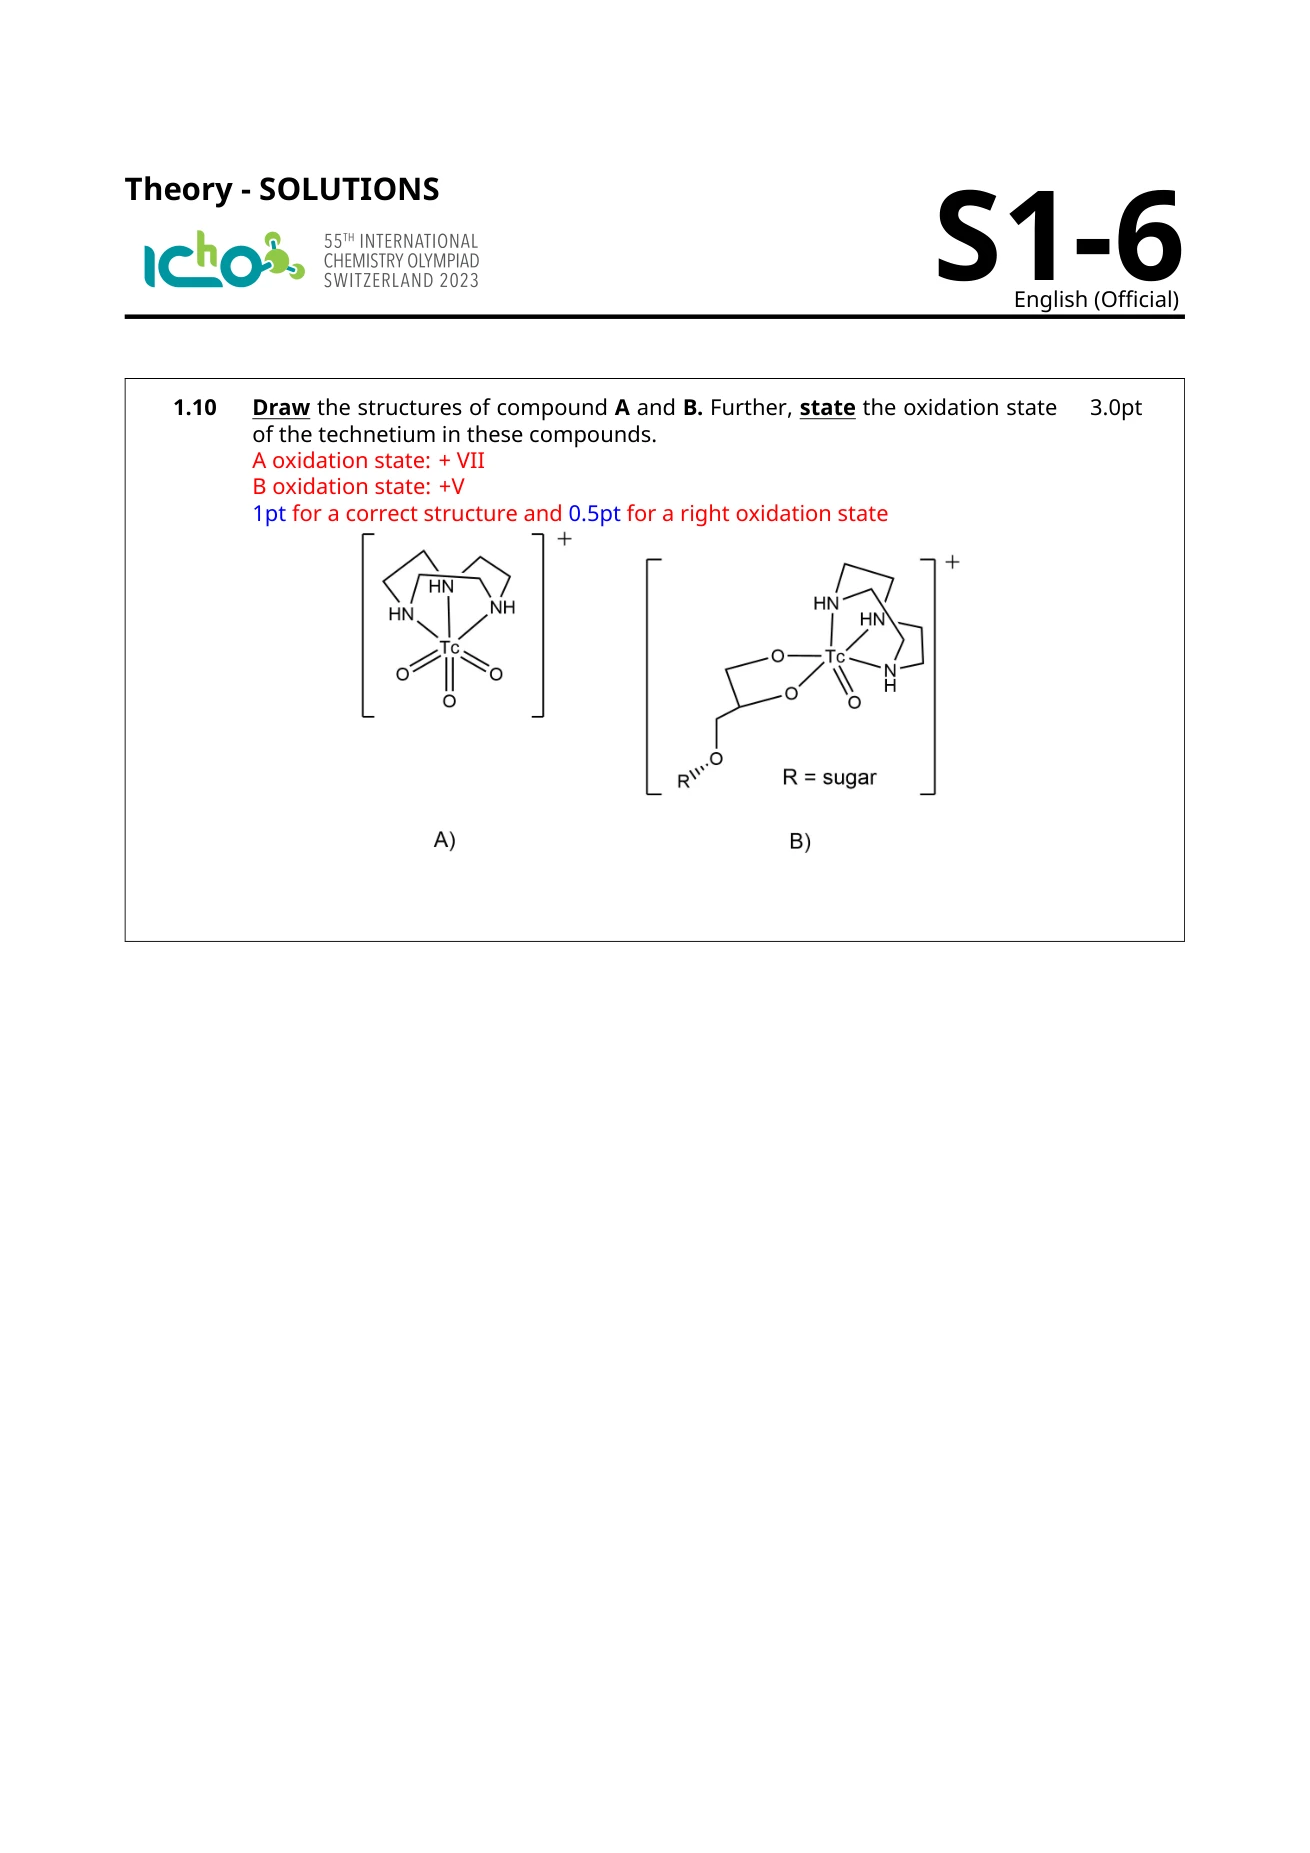 Theory - SOLUTIONS
S1-6
IChO
55TH INTERNATIONAL
CHEMISTRY OLYMPIAD
SWITZERLAND 2023
English (Official)
1.10 Draw the structures of compound A and B. Further, state the oxidation state 3.0pt
of the technetium in these compounds.
A oxidation state: + VII
B oxidation state: +V
1pt for a correct structure and 0.5pt for a right oxidation state
+
HN
HN NH
Tc
O O
O
+
HN
HN
O Tc
N
H
O
O
O
R
R = sugar
A)
B)